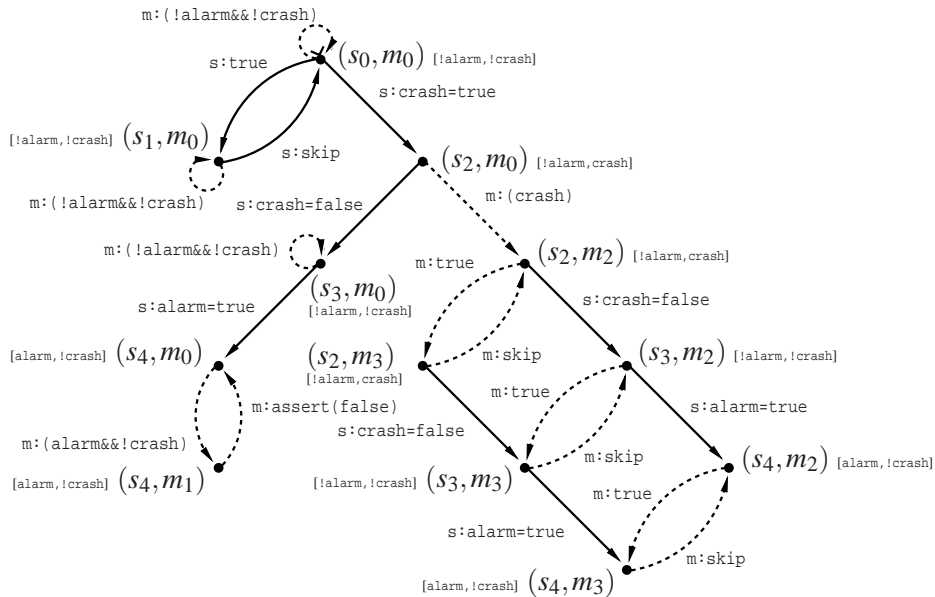 m:(!alarm&&!crash)
(s0,m0) [!alarm,!crash]
s:true
s:crash=true
[!alarm,!crash] (s1,m0)
s:skip
(s2,m0) [!alarm,crash]
m:(!alarm&&!crash)
s:crash=false
m:(crash)
m:(!alarm&&!crash)
(s2,m2) [!alarm,crash]
m:true
(s3,m0)
[!alarm,!crash]
s:alarm=true
s:crash=false
[alarm,!crash] (s4,m0)
(s2,m3)
[!alarm,crash]
m:skip
(s3,m2) [!alarm,!crash]
m:true
m:assert(false)
s:alarm=true
s:crash=false
m:(alarm&&!crash)
m:skip
[alarm,!crash] (s4,m1)
[!alarm,!crash] (s3,m3)
(s4,m2) [alarm,!crash]
m:true
s:alarm=true
m:skip
[alarm,!crash] (s4,m3)